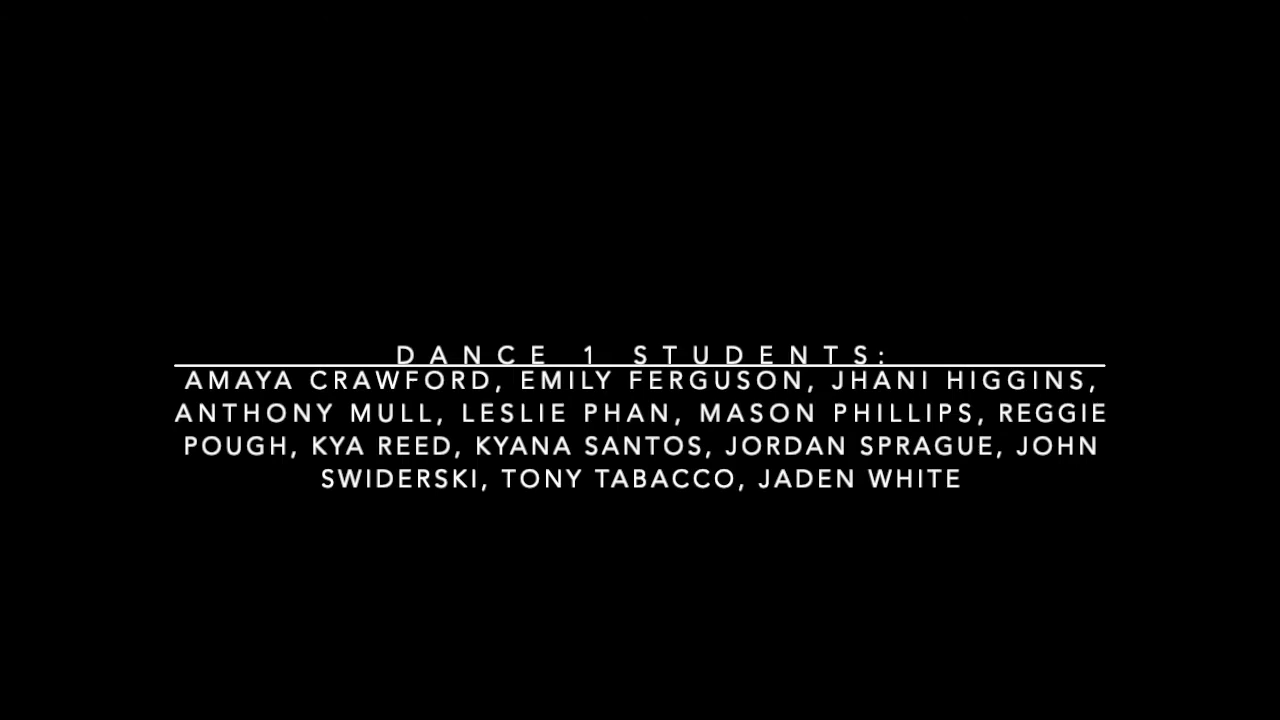 DANCE 1 STUDENTS:
AMAYA CRAWFORD, EMILY FERGUSON, JHANI HIGGINS,
ANTHONY MULL, LESLIE PHAN, MASON PHILLIPS, REGGIE
POUGH, KYA REED, KYANA SANTOS, JORDAN SPRAGUE, JOHN
SWIDERSKI, TONY TABACCO, JADEN WHITE